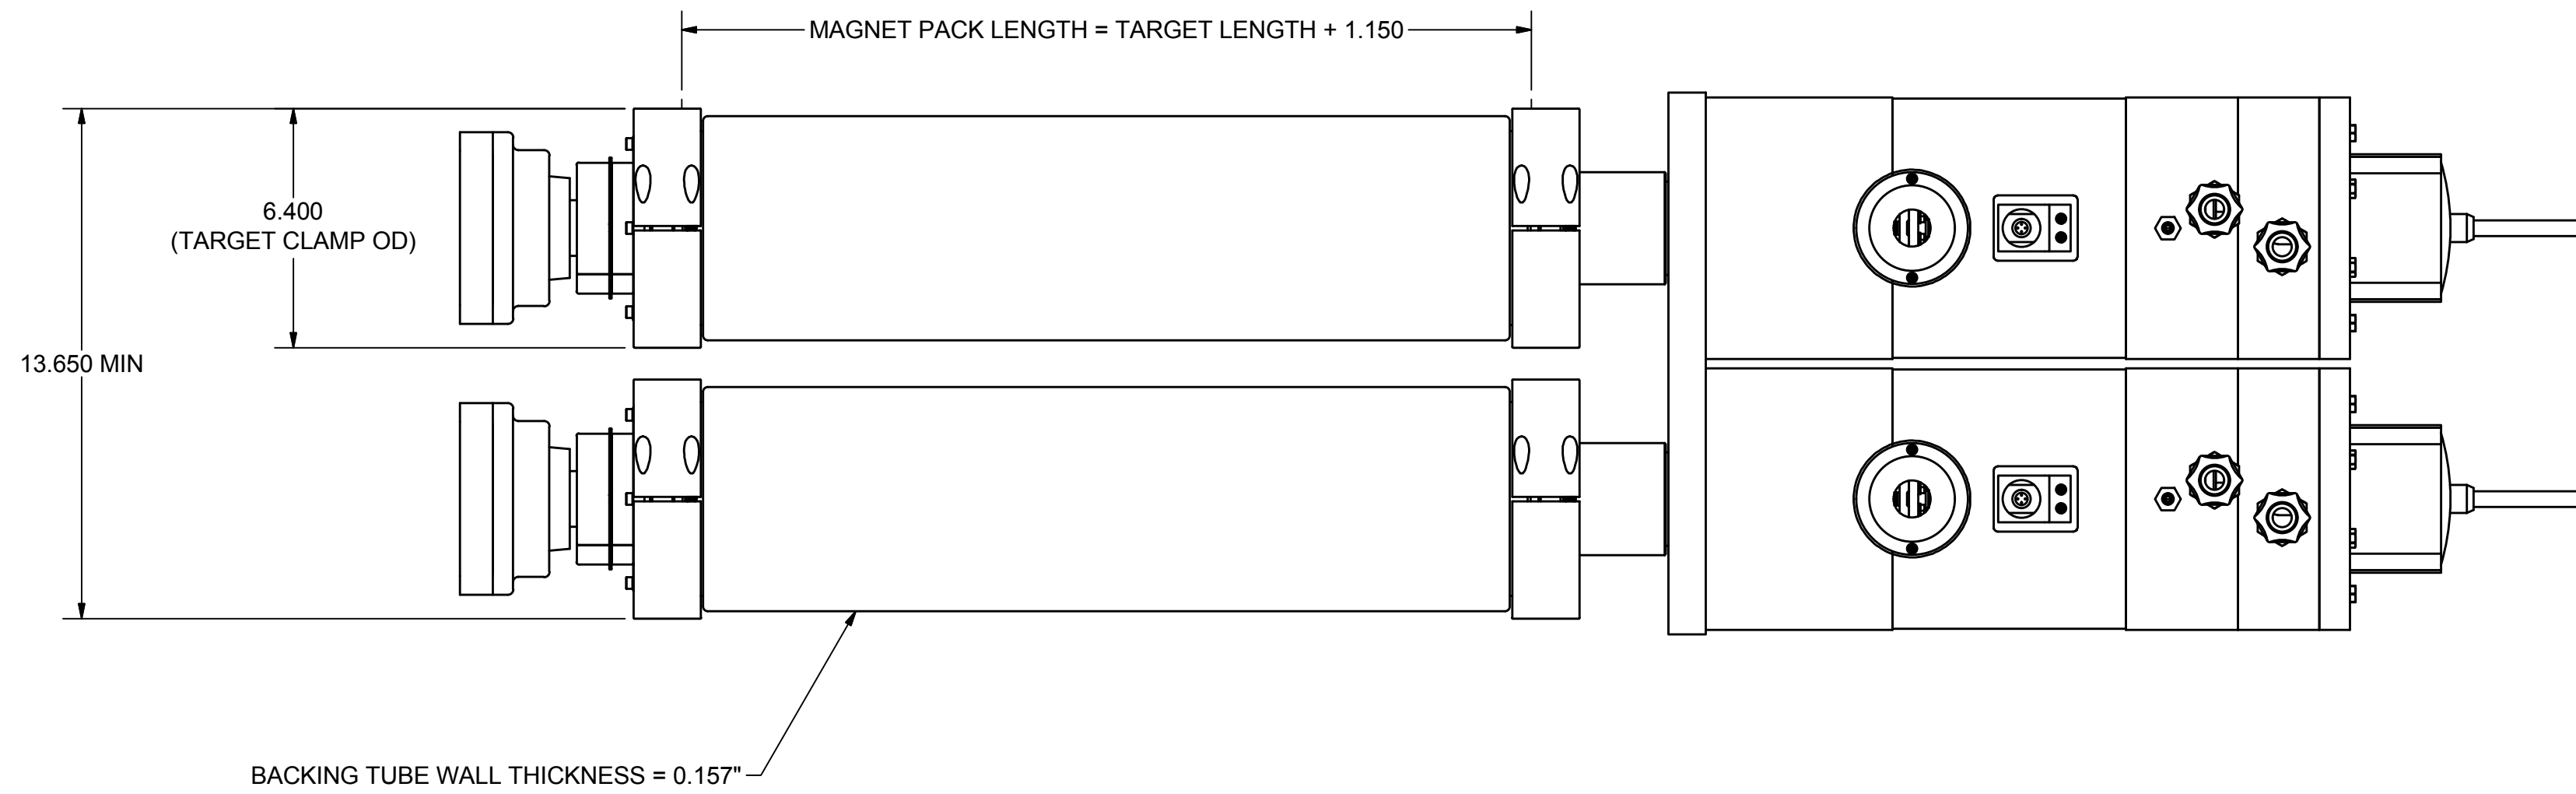 MAGNET PACK LENGTH = TARGET LENGTH + 1.150
6.400
(TARGET CLAMP OD)
13.650 MIN
BACKING TUBE WALL THICKNESS = 0.157"